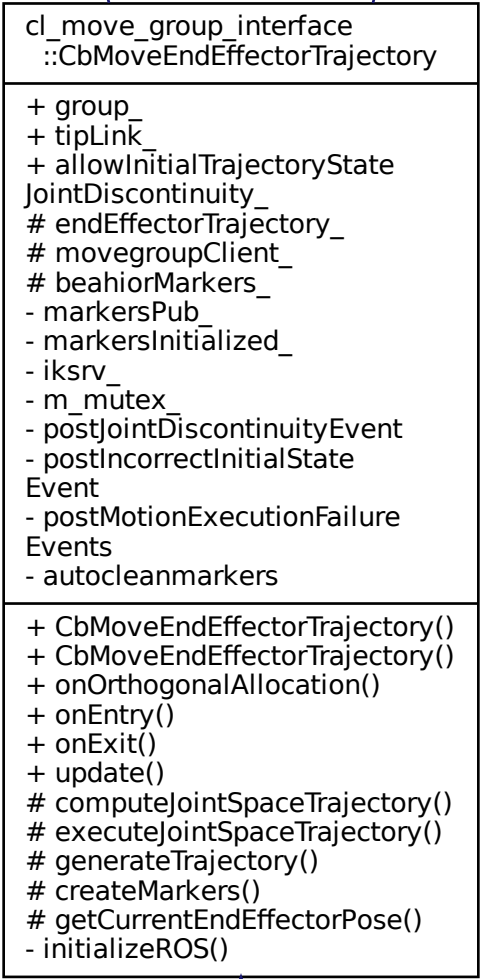 cl_move_group_interface
::CbMoveEndEffectorTrajectory
+ group_
+ tipLink_
+ allowInitialTrajectoryState
JointDiscontinuity_
# endEffectorTrajectory_
# movegroupClient_
# beahiorMarkers_
- markersPub_
- markersInitialized_
- iksrv_
- m_mutex_
- postJointDiscontinuityEvent
- postIncorrectInitialState
Event
- postMotionExecutionFailure
Events
- autocleanmarkers
+ CbMoveEndEffectorTrajectory()
+ CbMoveEndEffectorTrajectory()
+ onOrthogonalAllocation()
+ onEntry()
+ onExit()
+ update()
# computeJointSpaceTrajectory()
# executeJointSpaceTrajectory()
# generateTrajectory()
# createMarkers()
# getCurrentEndEffectorPose()
- initializeROS()